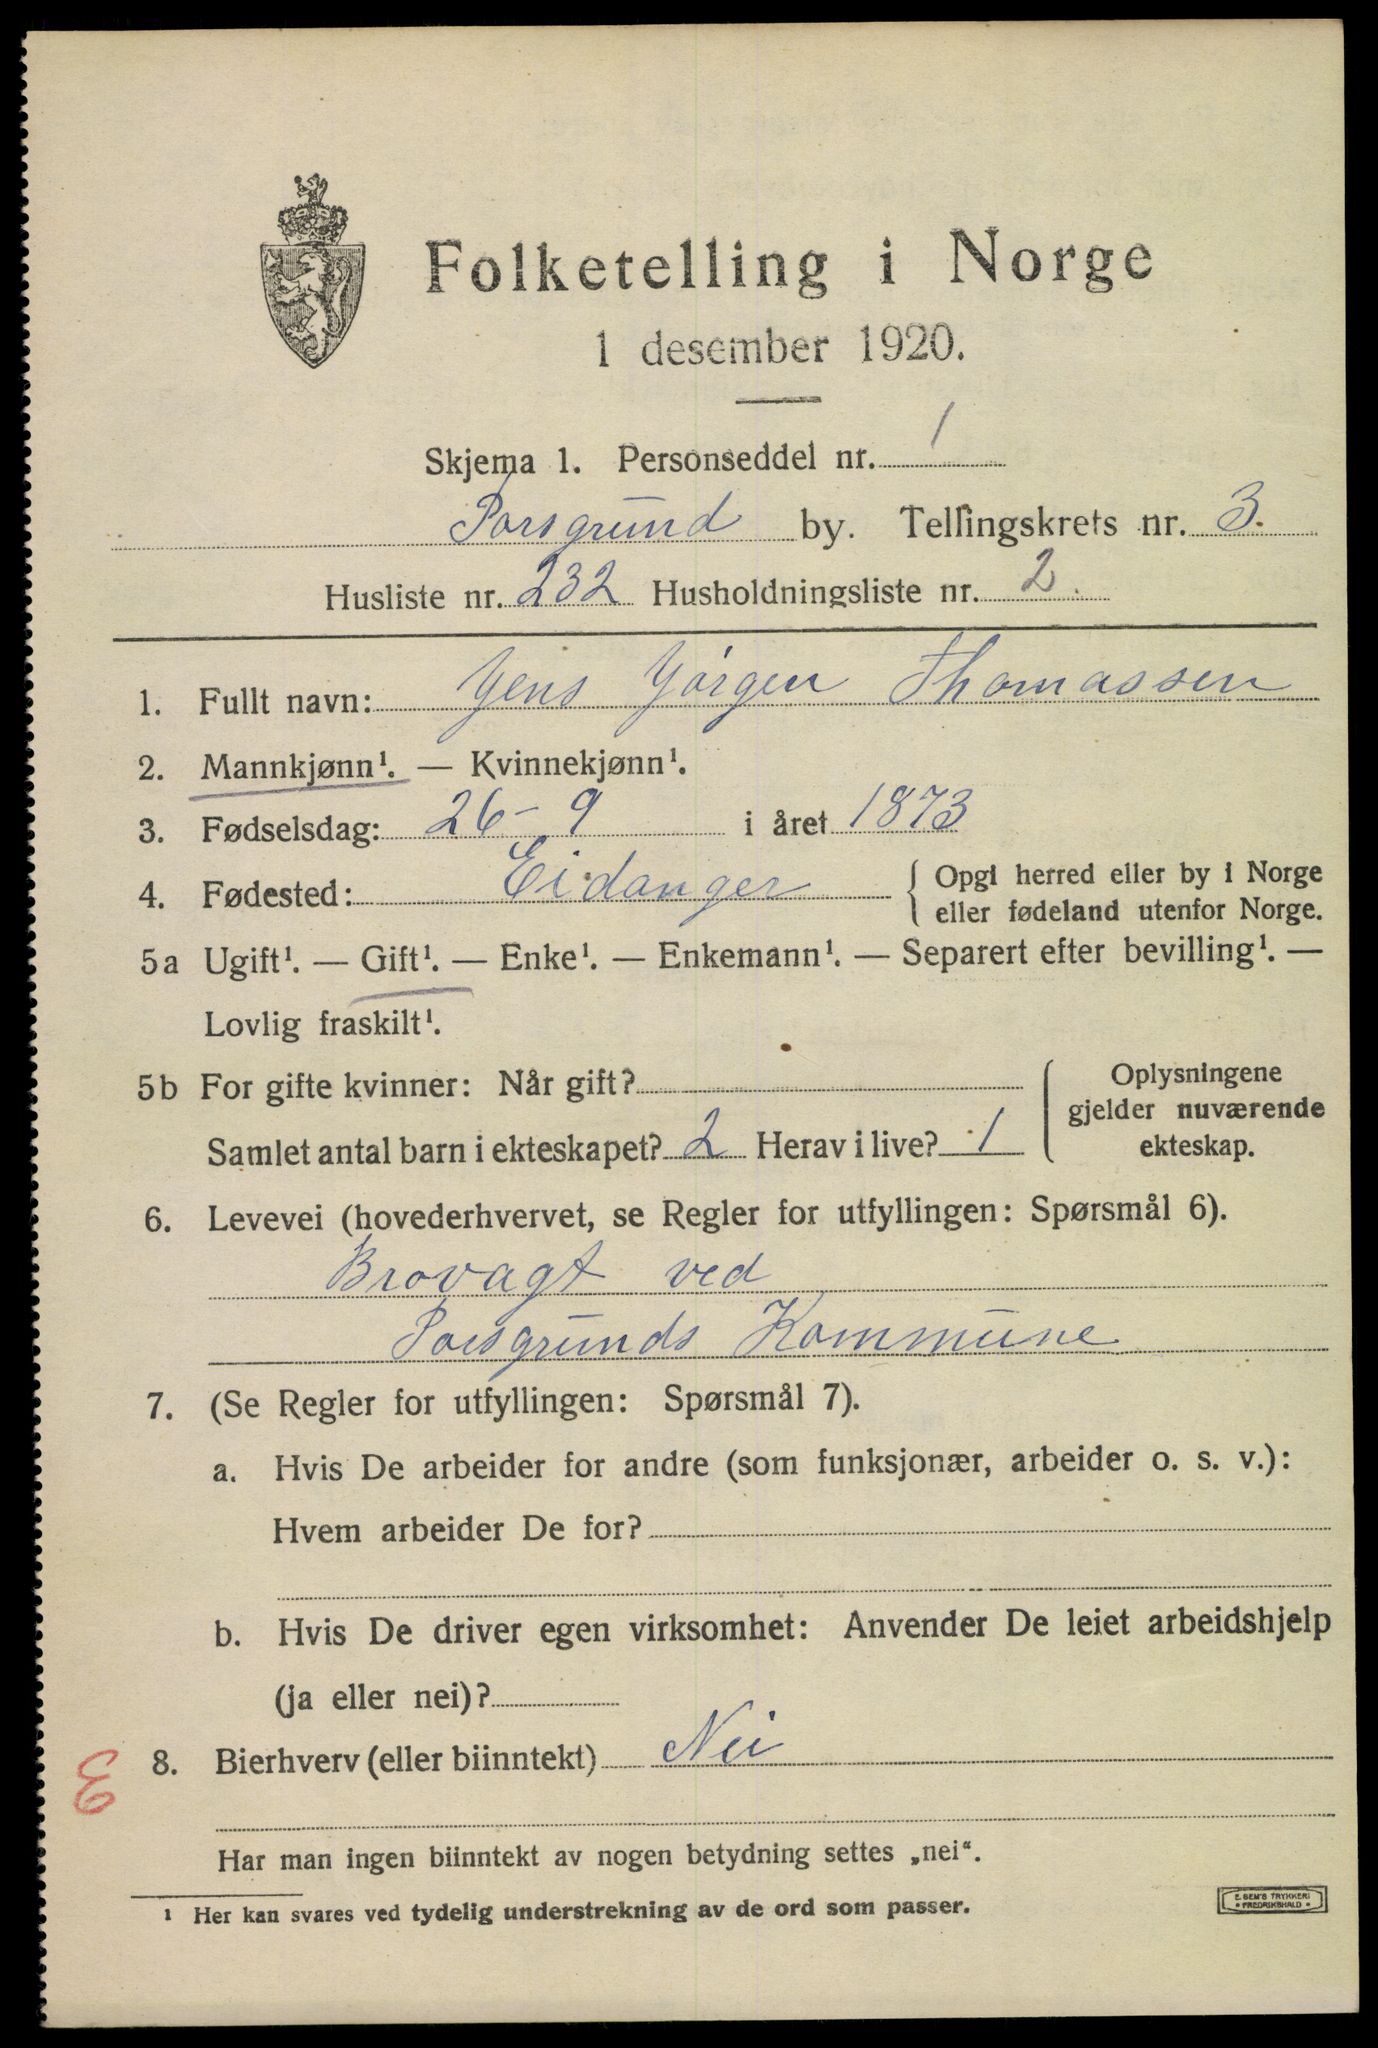 Folketelling i Norge
1 desember 1920.
Skjema 1. Personseddel nr. 1
Porsgrund by. Tellingskrets nr. 3.
Husliste nr. 232 Husholdningsliste nr. 2.
1. Fullt navn: Jens Jörgen Thomassen
2. Mannkjønn¹. — Kvinnekjønn¹.
3. Fødselsdag: 26 - 9 i året 1873
4. Fødested: Eidanger { Opgi herred eller by i Norge
eller fødeland utenfor Norge.
5a Ugift¹. — Gift¹. — Enke¹. — Enkemann¹. — Separert efter bevilling¹. —
Lovlig fraskilt¹.
5b For gifte kvinner: Når gift?
Samlet antal barn i ekteskapet? 2 Herav i live? 1
Oplysningene
gjelder nuværende
ekteskap.
6. Levevei (hovederhvervet, se Regler for utfyllingen: Spørsmål 6).
Brovagt ved
Porsgrunds Kommune
7. (Se Regler for utfyllingen: Spørsmål 7).
a. Hvis De arbeider for andre (som funksjonær, arbeider o. s. v.):
Hvem arbeider De for?
b. Hvis De driver egen virksomhet: Anvender De leiet arbeidshjelp
(ja eller nei)?
8. Bierhverv (eller biinntekt) Nei
Har man ingen biinntekt av nogen betydning settes „nei“.
¹ Her kan svares ved tydelig understrekning av de ord som passer.
E. SEM'S TRYKKERI
• FREDRIKSHALD •